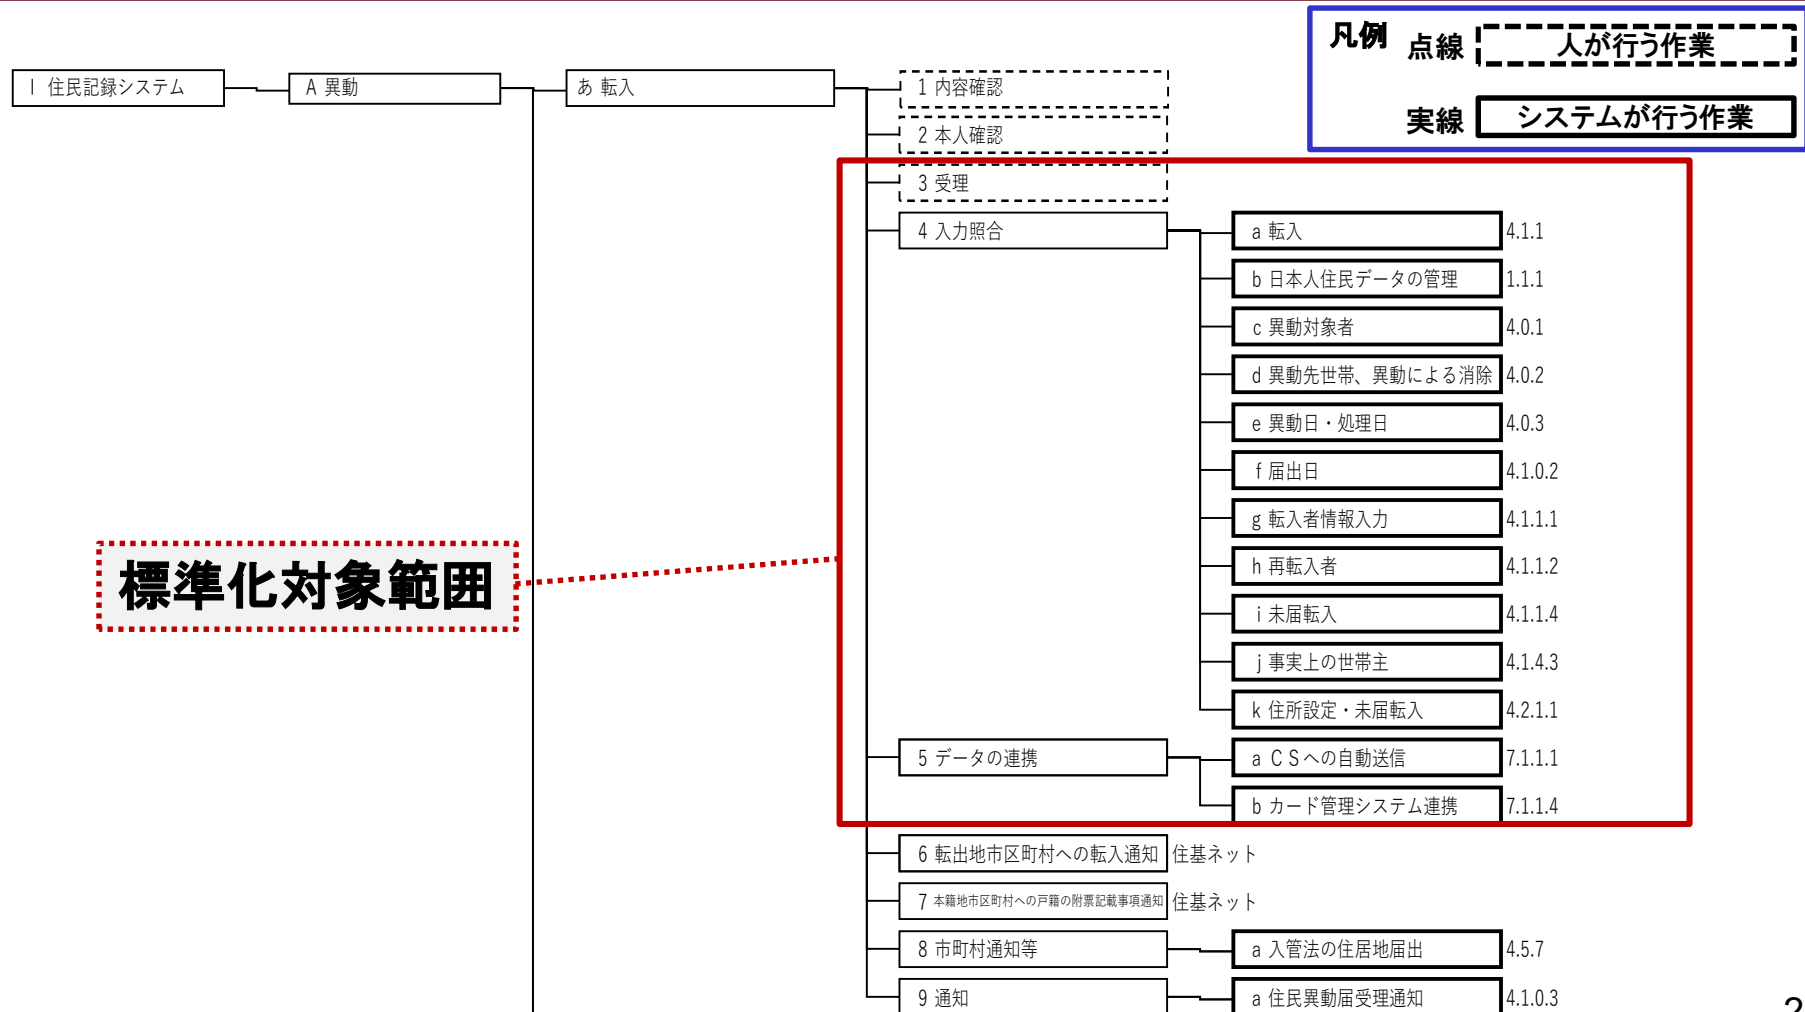 凡例
点線 人が行う作業
実線 システムが行う作業
Ⅰ 住民記録システム
A 異動
あ 転入
1 内容確認
2 本人確認
3 受理
4 入力照合
a 転入 4.1.1
b 日本人住民データの管理 1.1.1
c 異動対象者 4.0.1
d 異動先世帯、異動による消除 4.0.2
e 異動日・処理日 4.0.3
f 届出日 4.1.0.2
g 転入者情報入力 4.1.1.1
h 再転入者 4.1.1.2
i 未届転入 4.1.1.4
j 事実上の世帯主 4.1.4.3
k 住所設定・未届転入 4.2.1.1
標準化対象範囲
5 データの連携
a ＣＳへの自動送信 7.1.1.1
b カード管理システム連携 7.1.1.4
6 転出地市区町村への転入通知 住基ネット
7 本籍地市区町村への戸籍の附票記載事項通知 住基ネット
8 市町村通知等
a 入管法の住居地届出 4.5.7
9 通知
a 住民異動届受理通知 4.1.0.3
2